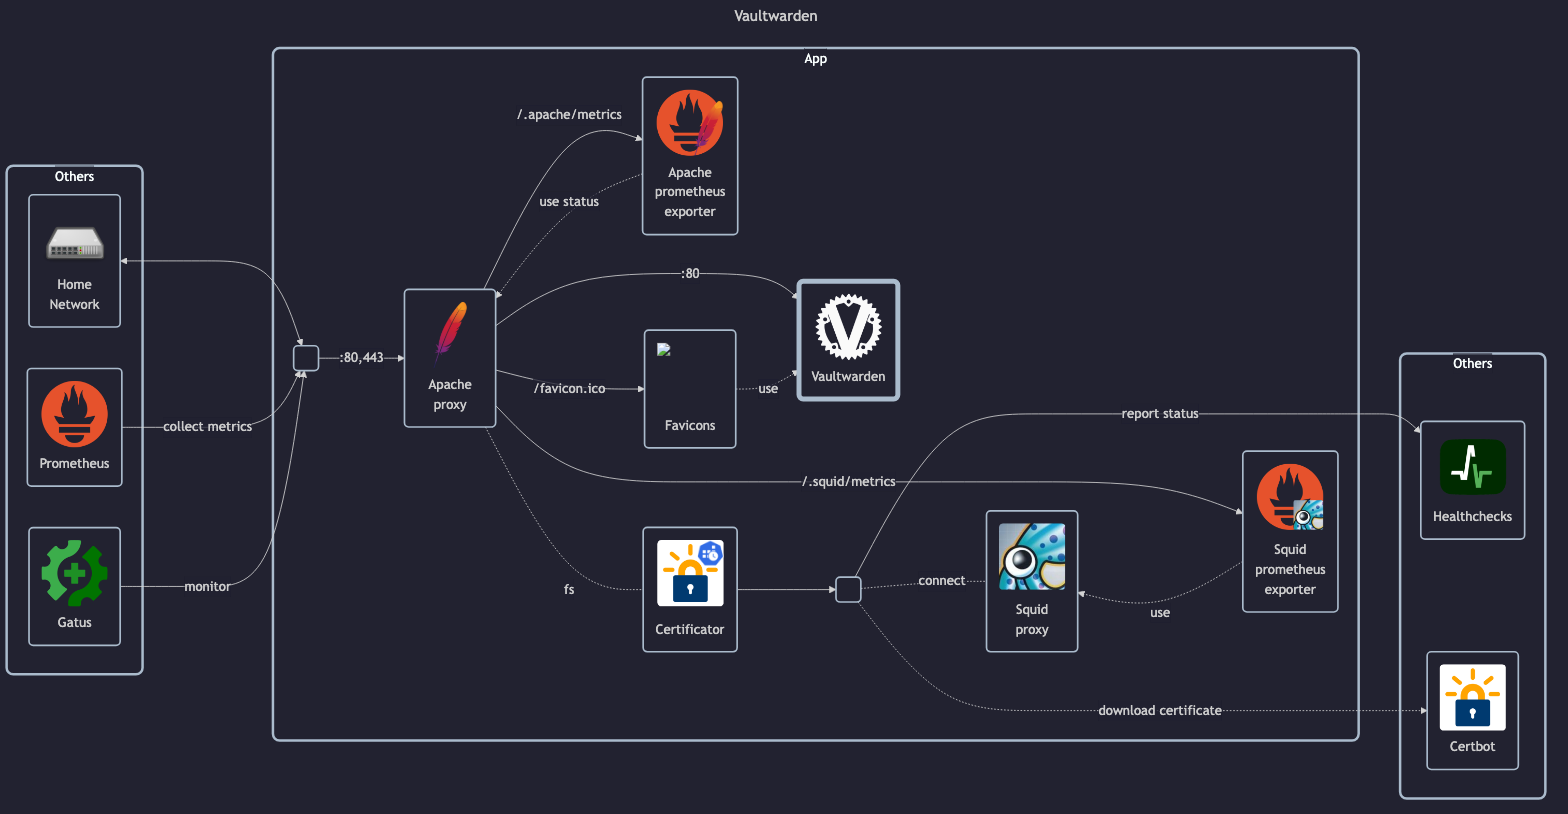 Vaultwarden
App
Others
Home
Network
Prometheus
Gatus
collect metrics
monitor
:80,443
Apache
proxy
/.apache/metrics
use status
Apache
prometheus
exporter
:80
/favicon.ico
Favicons
use
Vaultwarden
/.squid/metrics
fs
Certificator
connect
Squid
proxy
use
Squid
prometheus
exporter
report status
download certificate
Others
Healthchecks
Certbot